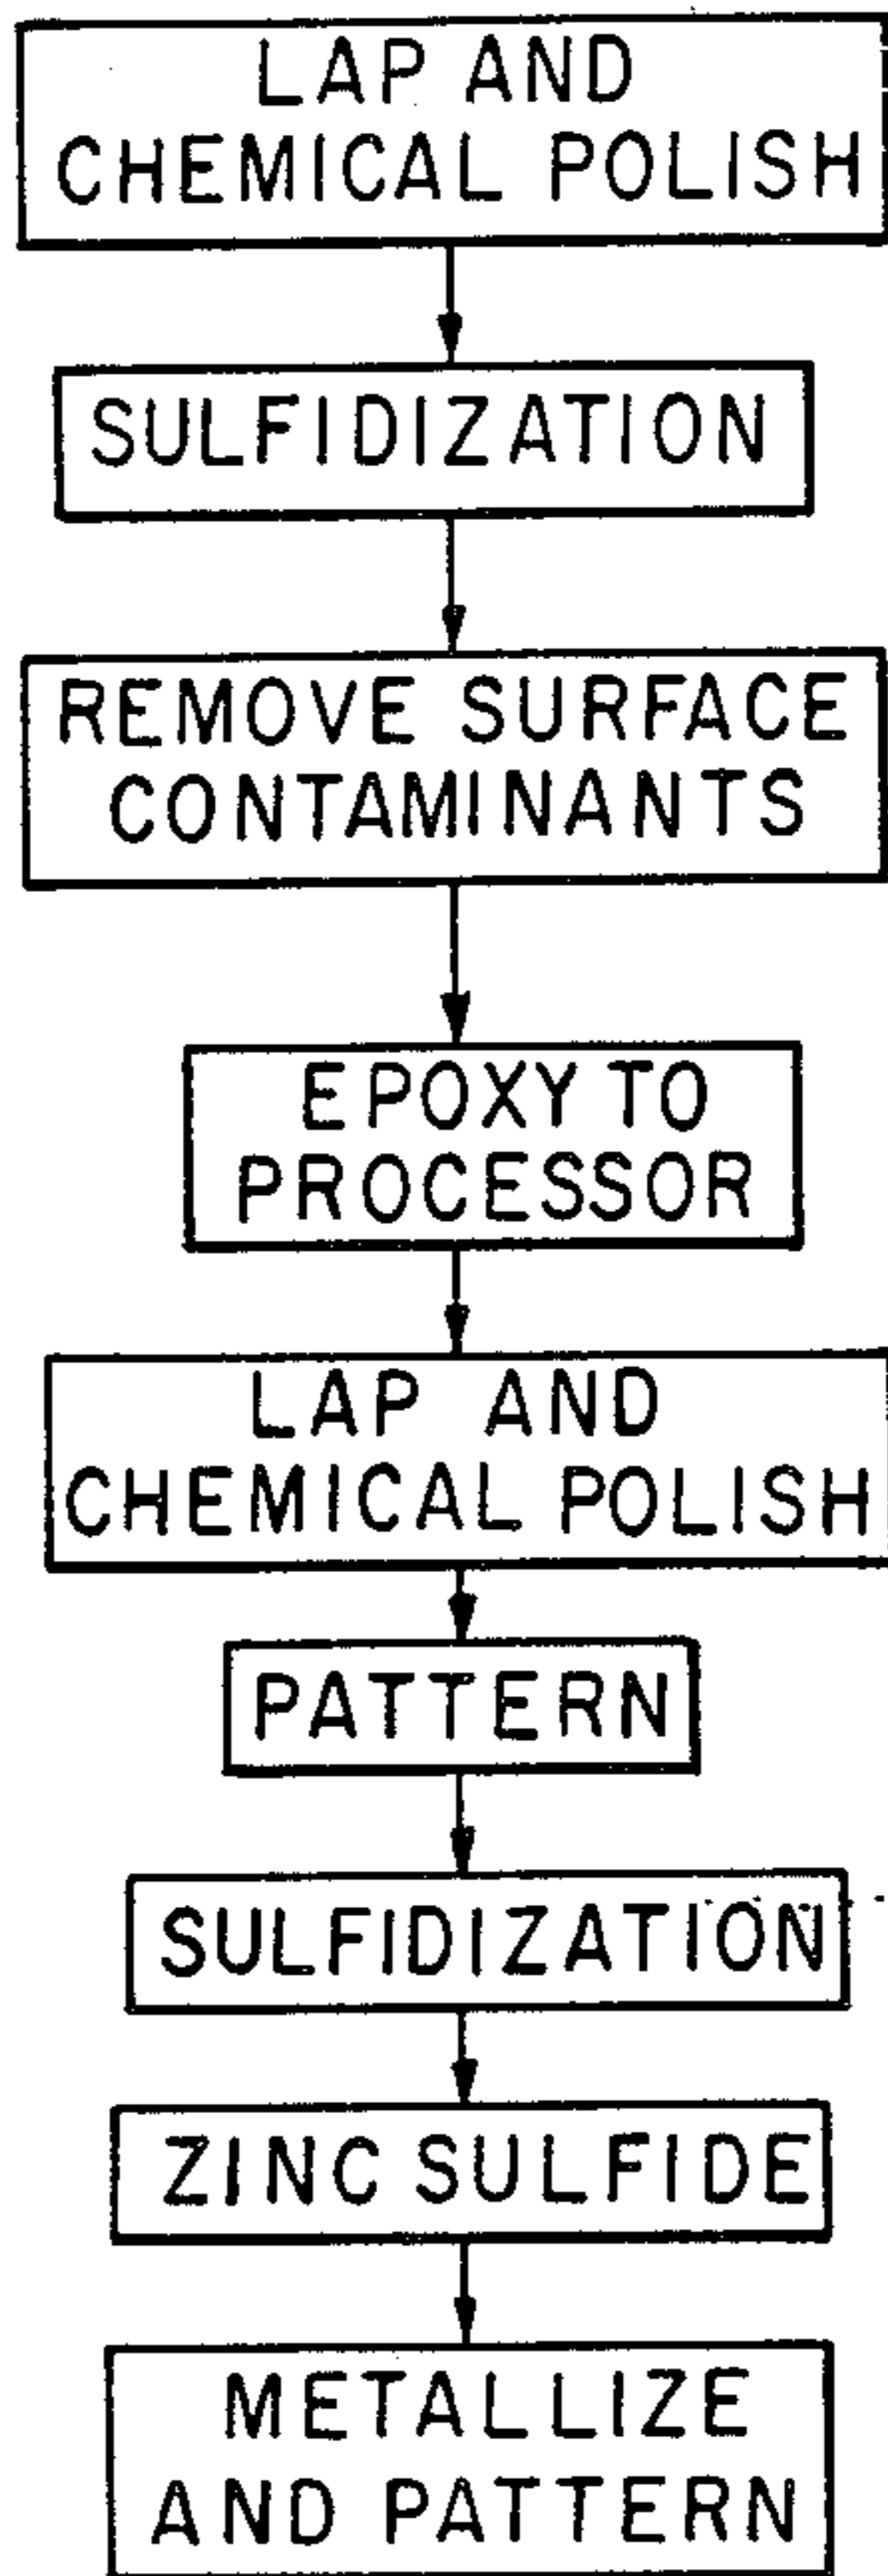 LAP AND
CHEMICAL POLISH
SULFIDIZATION
REMOVE SURFACE
CONTAMINANTS
EPOXY TO
PROCESSOR
LAP AND
CHEMICAL POLISH
PATTERN
SULFIDIZATION
ZINC SULFIDE
METALLIZE
AND PATTERN